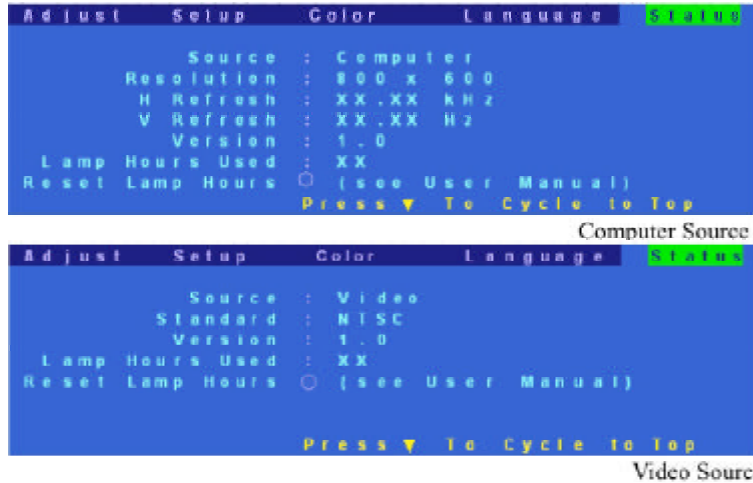 Adjust Setup Color Language Status
Source : Computer
Resolution : 800 x 600
H Refresh : XX.XX kHz
V Refresh : XX.XX Hz
Version : 1.0
Lamp Hours Used : XX
Reset Lamp Hours (see User Manual)
Press ▼ To Cycle to Top
Computer Source
Adjust Setup Color Language Status
Source : Video
Standard : NTSC
Version : 1.0
Lamp Hours Used : XX
Reset Lamp Hours (see User Manual)
Press ▼ To Cycle to Top
Video Sourc